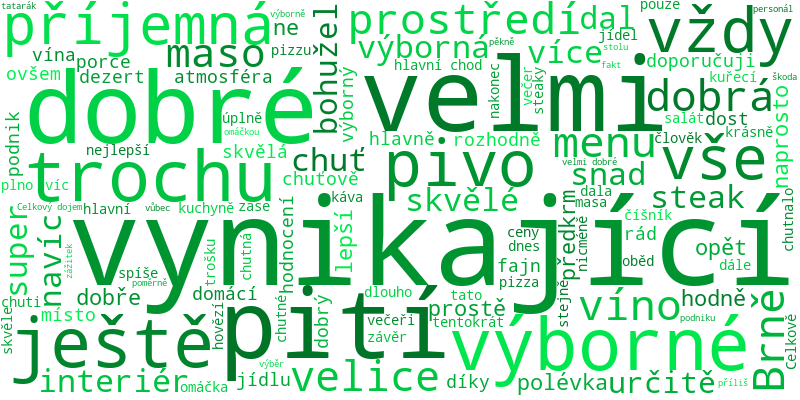 tatarák
příjemná
výborně
prostředí
dal
pouze
vždy
personál
vína
maso
ne
výborná
pěkně
více
jídel
stolu
ovšem
porce
dezert
atmosféra
pizzu
bohužel
hlavní chod
fakt
doporučuji
kuřecí
škoda
dobré
velmi
nakonec
večer
steaky
dobrá
podnik
úplně
omáčkou
výborný
hlavně
rozhodně
menu
salát
dost
krásně
naprosto
nejlepší
skvělá
chuť
pivo
člověk
vše
trochu
chuťově
velmi dobré
snad
plno
víc
super
Celkový dojem
hlavní
vůbec
kuchyně
zase
káva
skvělé
dala
masa
steak
navíc
vynikající
hodnocení
lepší
předkrm
číšník
rád
chutnalo
zážitek
trošku
chutná
ceny
dnes
nicméně
opět
fajn
oběd
dále
spíše
poměrně
pizza
chuti
dobře
domácí
pití
dlouho
tato
prostě
stejně
víno
hodně
Brně
skvěle
místo
hovězí
chutné
dobrý
večeři
tentokrát
podniku
Celkově
ještě
závěr
výborné
interiér
omáčka
výběr
jídlu
velice
díky
polévka
určitě
příliš